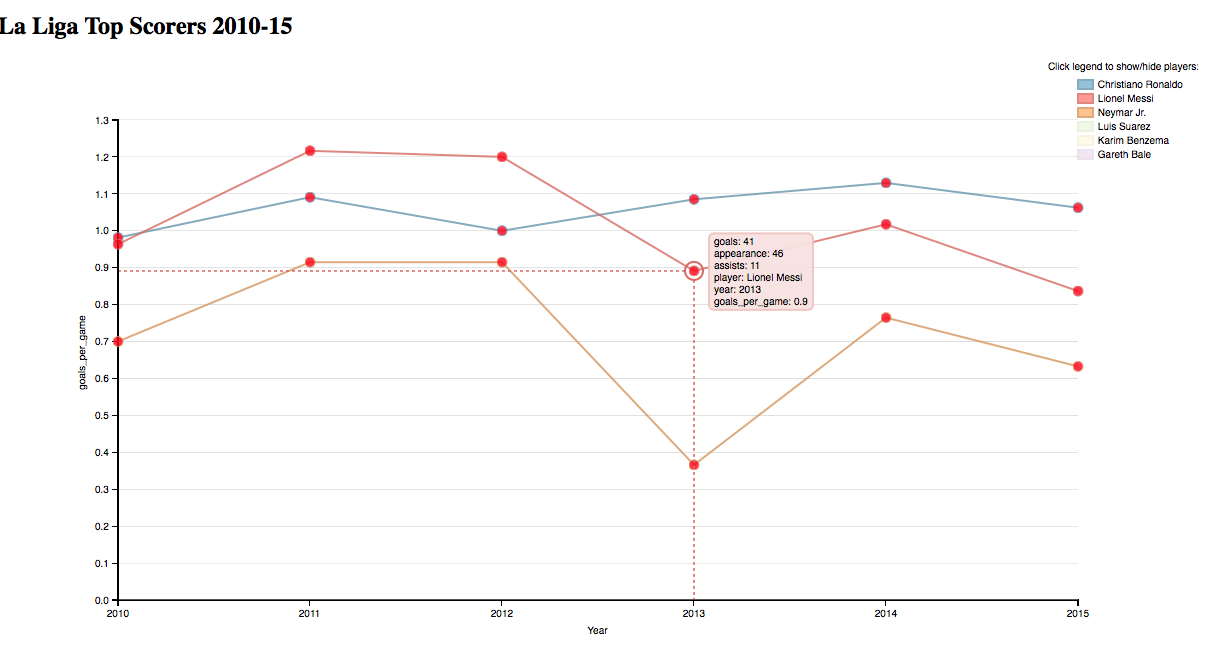 La Liga Top Scorers 2010-15
Click legend to show/hide players:
Christiano Ronaldo
Lionel Messi
Neymar Jr.
Luis Suarez
Karim Benzema
Gareth Bale
1.3
1.2
1.1
1.0
0.9
0.8
0.7
0.6
0.5
0.4
0.3
0.2
0.1
0.0
goals_per_game
goals: 41
appearance: 46
assists: 11
player: Lionel Messi
year: 2013
goals_per_game: 0.9
2010 2011 2012 2013 2014 2015
Year